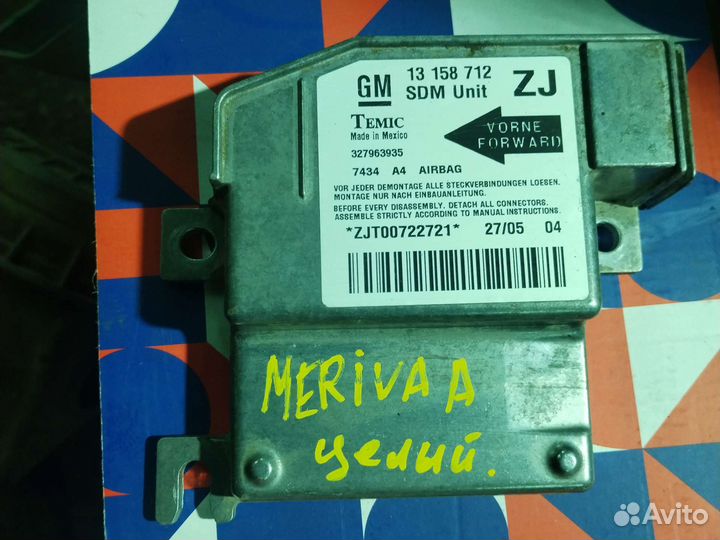 GM 13 158 712 ZJ
SDM Unit
TEMIC
Made in Mexico
VORNE
FORWARD
327963935
7434 A4 AIRBAG
VOR JEDER DEMONTAGE ALLE STECKVERBINDUNGEN LOESEN.
MONTAGE NUR NACH EINBAUANLEITUNG.
BEFORE EVERY DISASSEMBLY. DETACH ALL CONNECTORS.
ASSEMBLE STRICTLY ACCORDING TO MANUAL INSTRUCTIONS.
*ZJT00722721* 27/05 04
MERIVA A
целий.
Avito